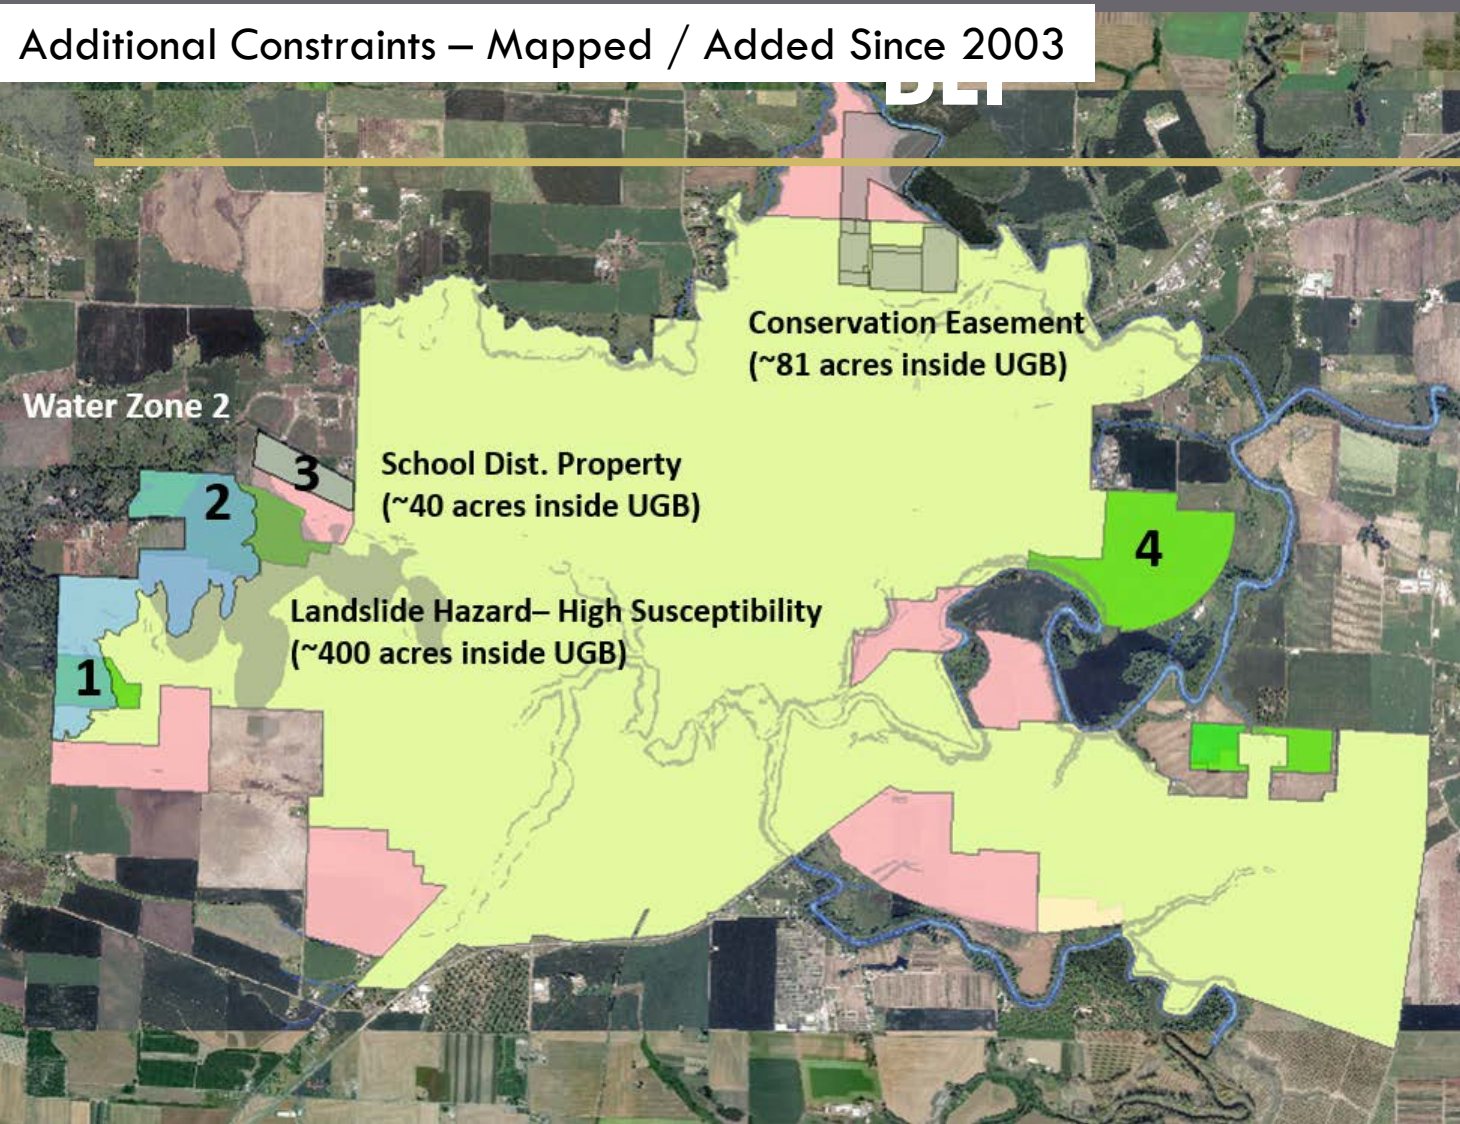 Additional Constraints – Mapped / Added Since 2003
Conservation Easement
(~81 acres inside UGB)
Water Zone 2
School Dist. Property
(~40 acres inside UGB)
3
2
4
Landslide Hazard– High Susceptibility
(~400 acres inside UGB)
1